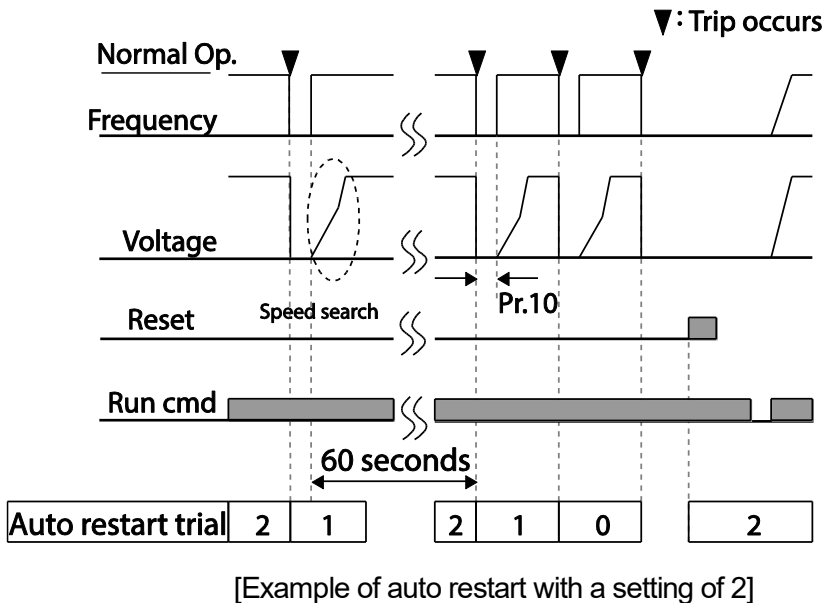 ▼: Trip occurs
Normal Op.
Frequency
Voltage
Pr.10
Reset
Speed search
Run cmd
60 seconds
Auto restart trial 2 1 2 1 0 2
[Example of auto restart with a setting of 2]